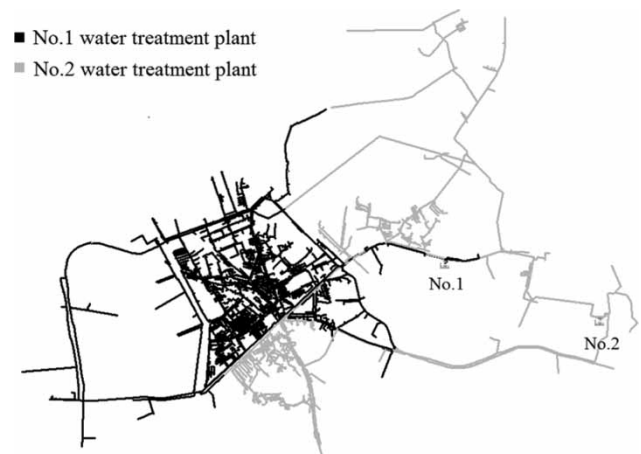 No.1 water treatment plant
No.2 water treatment plant
No.1
No.2